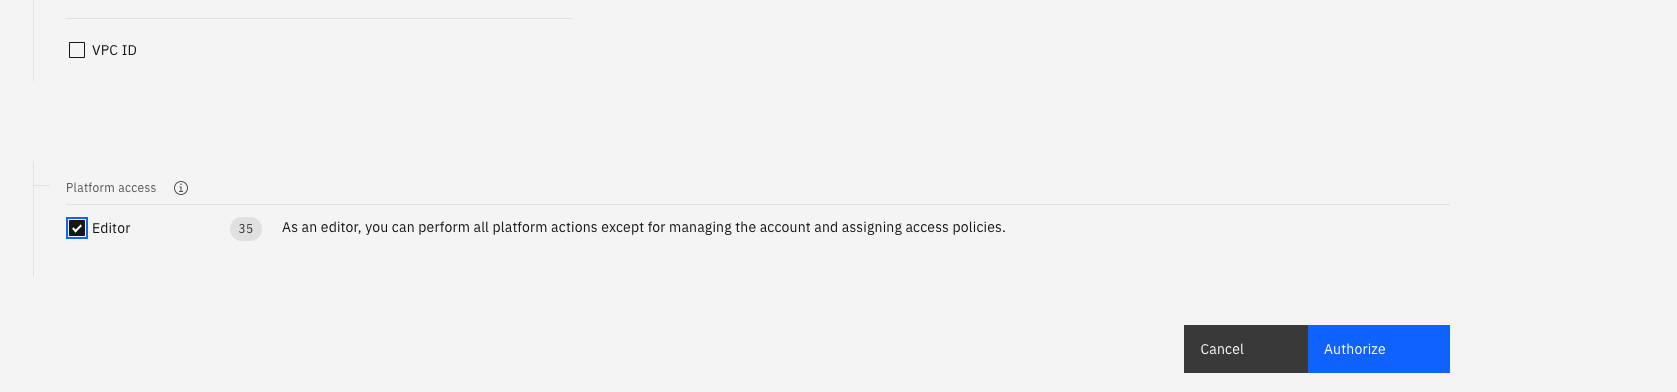 VPC ID
Platform access
Editor 35 As an editor, you can perform all platform actions except for managing the account and assigning access policies.
Cancel Authorize